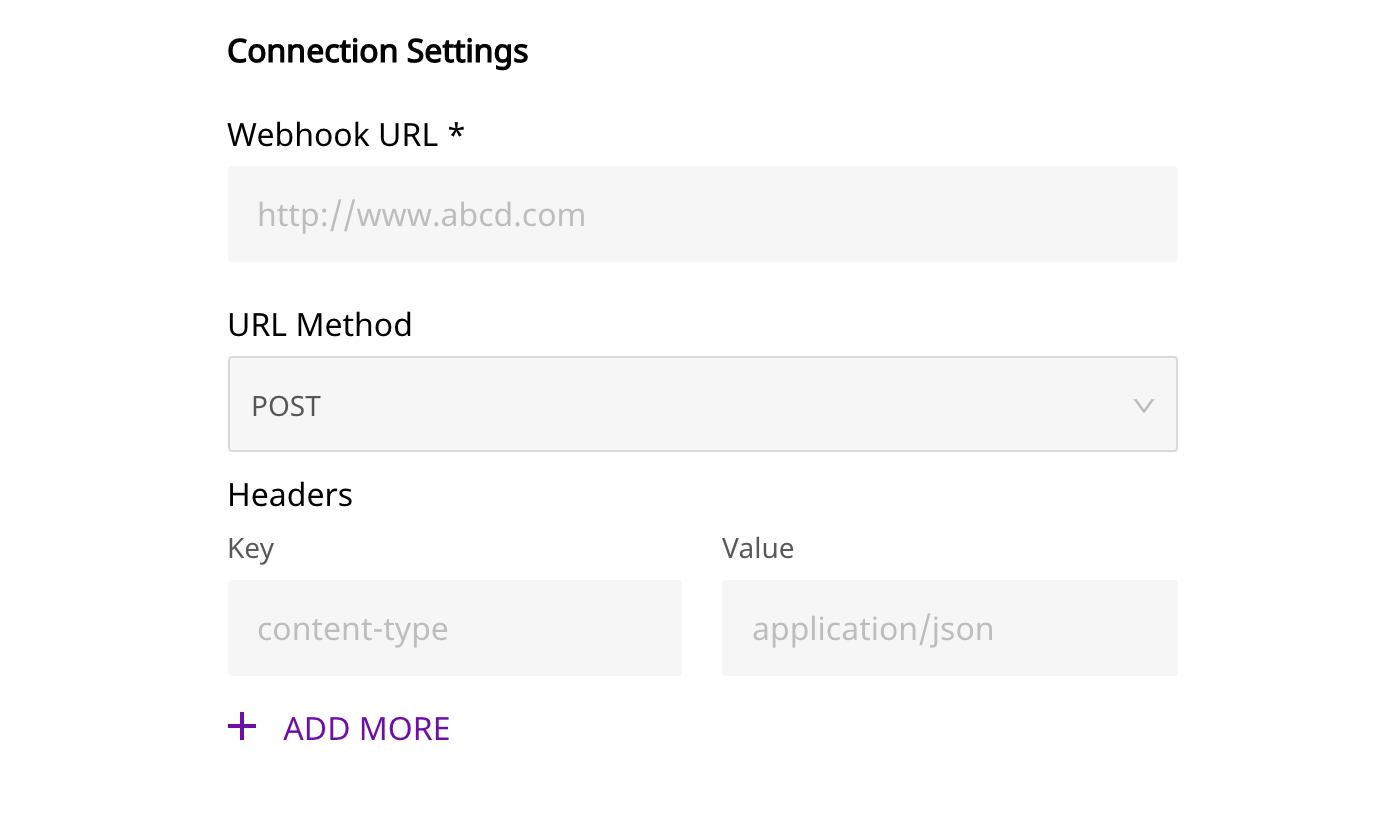 Connection Settings
Webhook URL *
http://www.abcd.com
URL Method
POST
Headers
Key Value
content-type application/json
+ ADD MORE